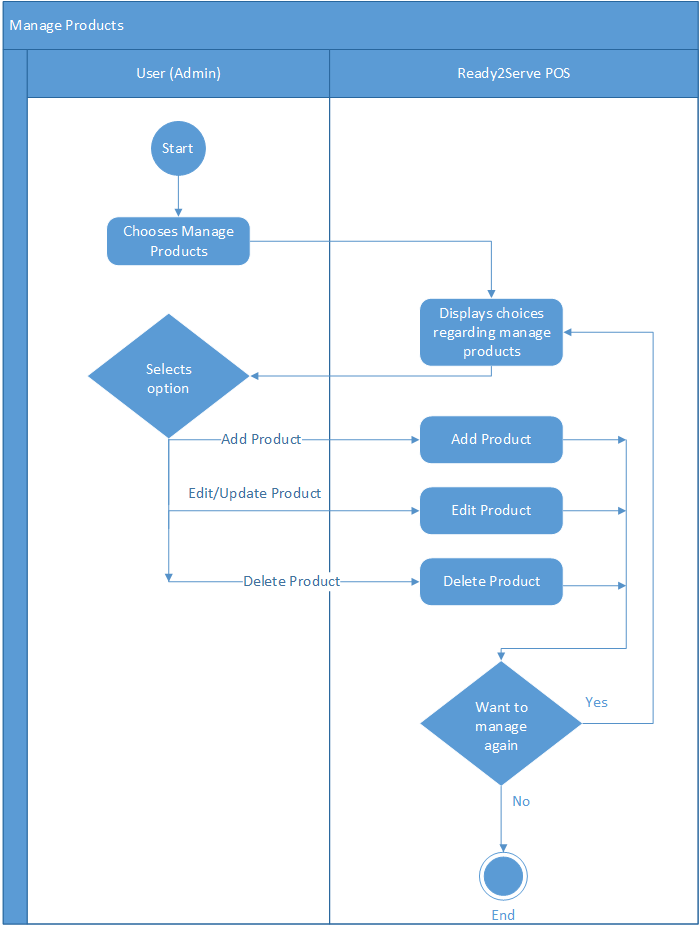 Manage Products
User (Admin)
Ready2Serve POS
Start
Chooses Manage
Products
Displays choices
regarding manage
products
Selects
option
Add Product
Add Product
Edit/Update Product
Edit Product
Delete Product
Delete Product
Want to
manage
again
Yes
No
End